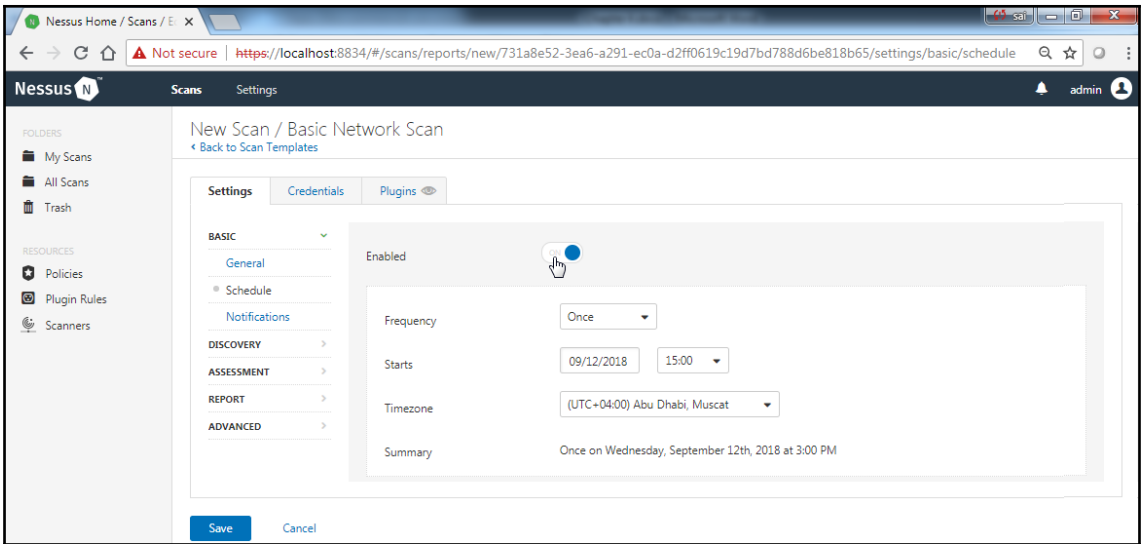 Nessus Home / Scans / E
sai
Not secure | https://localhost:8834/#/scans/reports/new/731a8e52-3ea6-a291-ec0a-d2ff0619c19d7bd788d6be818b65/settings/basic/schedule
Nessus N Scans Settings admin
FOLDERS
My Scans
All Scans
Trash
RESOURCES
Policies
Plugin Rules
Scanners
New Scan / Basic Network Scan
Back to Scan Templates
Settings Credentials Plugins
BASIC
General
Schedule
Notifications
DISCOVERY
ASSESSMENT
REPORT
ADVANCED
Enabled ON
Frequency Once
Starts 09/12/2018 15:00
Timezone (UTC+04:00) Abu Dhabi, Muscat
Summary Once on Wednesday, September 12th, 2018 at 3:00 PM
Save Cancel